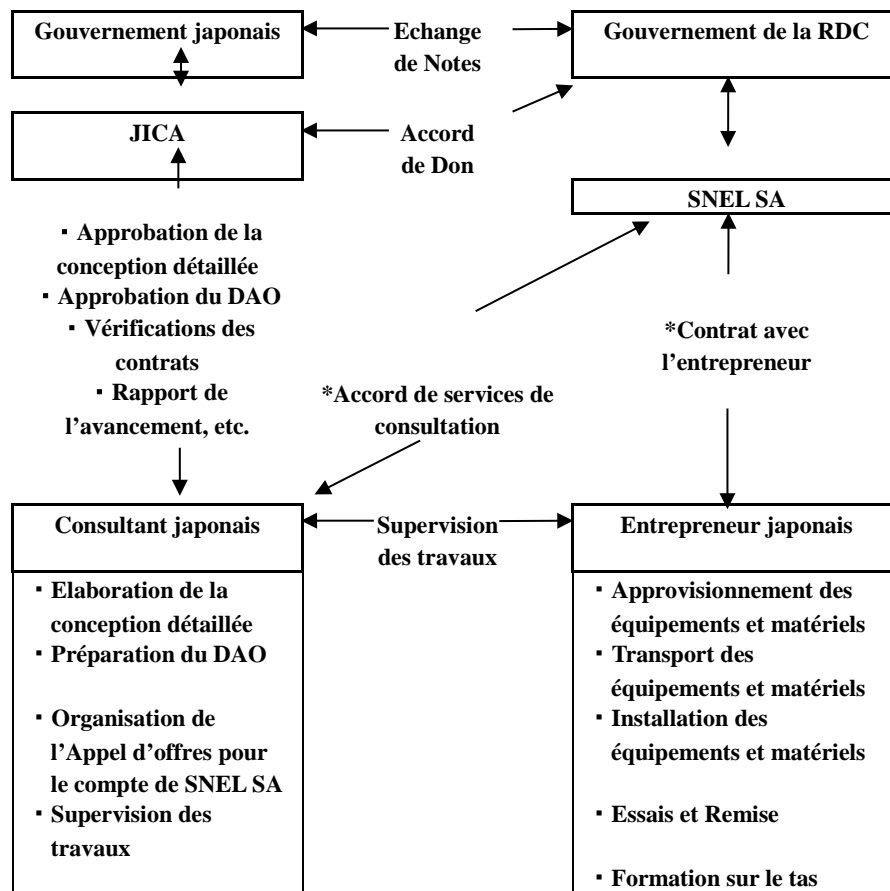 Gouvernement japonais
Echange
de Notes
Gouvernement de la RDC
JICA
Accord
de Don
SNEL SA
▪ Approbation de la
conception détaillée
▪ Approbation du DAO
▪ Vérifications des
contrats
▪ Rapport de
l’avancement, etc.
*Accord de services de
consultation
*Contrat avec
l’entrepreneur
Consultant japonais
Supervision
des travaux
Entrepreneur japonais
▪ Elaboration de la
conception détaillée
▪ Préparation du DAO
▪ Organisation de
l’Appel d’offres pour
le compte de SNEL SA
▪ Supervision des
travaux
▪ Approvisionnement des
équipements et matériels
▪ Transport des
équipements et matériels
▪ Installation des
équipements et matériels
▪ Essais et Remise
▪ Formation sur le tas